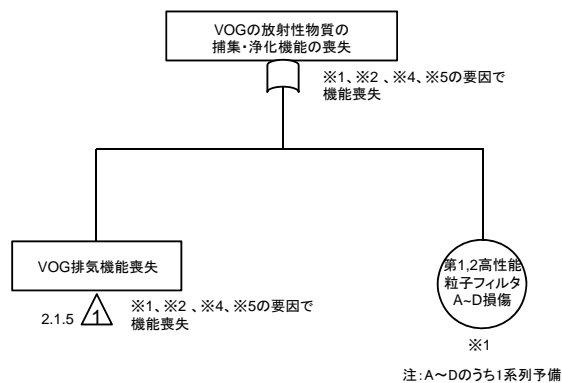 VOGの放射性物質の
捕集・浄化機能の喪失
※1、※2 、※4、※5の要因で
機能喪失
VOG排気機能喪失
2.1.5
1
※1、※2 、※4、※5の要因で
機能喪失
第1,2高性能
粒子フィルタ
A~D損傷
※1
注:A～Dのうち1系列予備